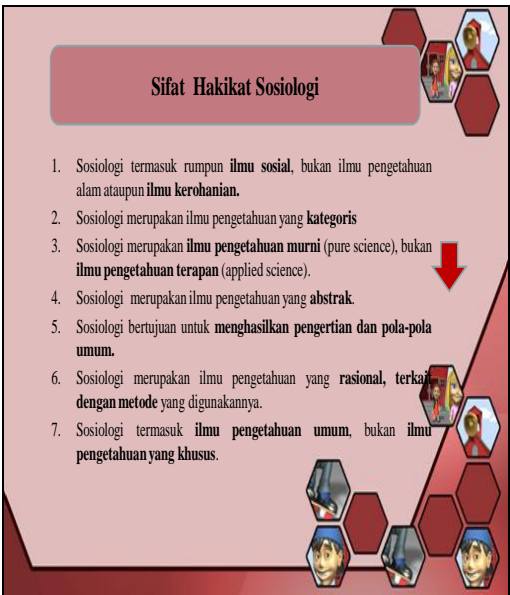 Sifat Hakikat Sosiologi
1. Sosiologi termasuk rumpun ilmu sosial, bukan ilmu pengetahuan
alam ataupun ilmu kerohanian.
2. Sosiologi merupakan ilmu pengetahuan yang kategoris
3. Sosiologi merupakan ilmu pengetahuan murni (pure science), bukan
ilmu pengetahuan terapan (applied science).
4. Sosiologi merupakan ilmu pengetahuan yang abstrak.
5. Sosiologi bertujuan untuk menghasilkan pengertian dan pola-pola
umum.
6. Sosiologi merupakan ilmu pengetahuan yang rasional, terkait
dengan metode yang digunakannya.
7. Sosiologi termasuk ilmu pengetahuan umum, bukan ilmu
pengetahuan yang khusus.